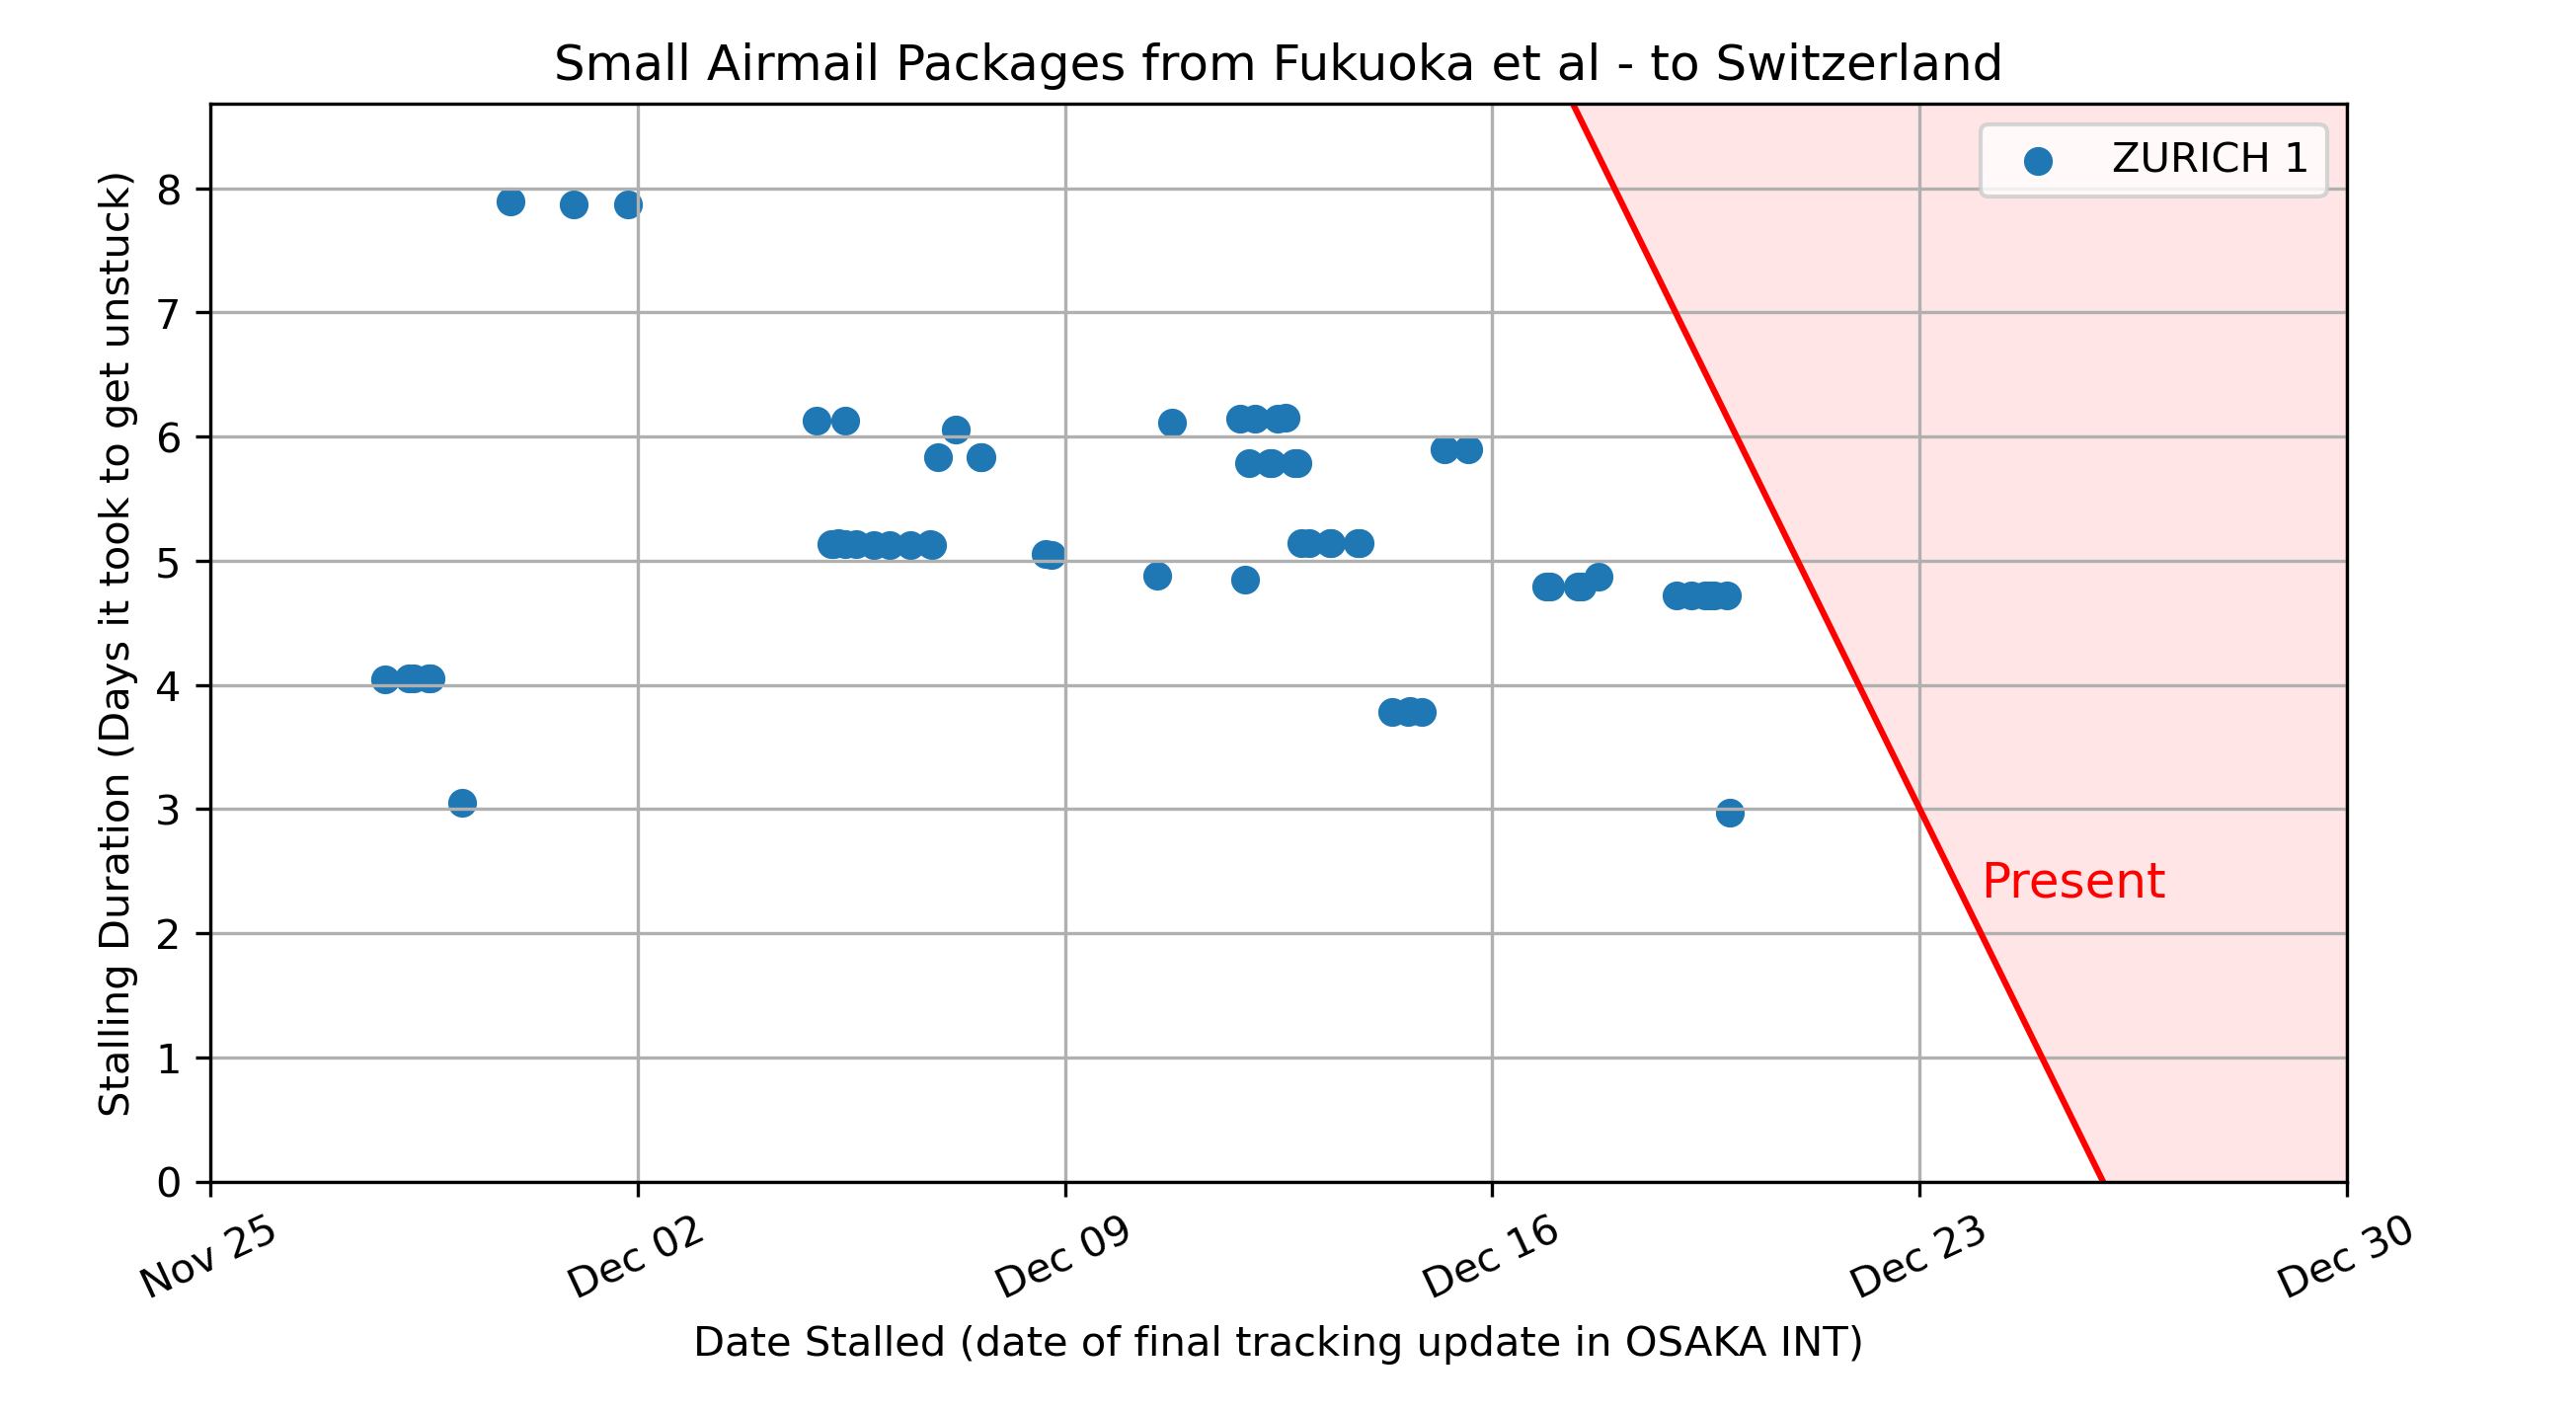 Small Airmail Packages from Fukuoka et al - to Switzerland
ZURICH 1
Stalling Duration (Days it took to get unstuck)
8
7
6
5
4
3
2
1
0
Present
Nov 25
Dec 02
Dec 09
Dec 16
Dec 23
Dec 30
Date Stalled (date of final tracking update in OSAKA INT)